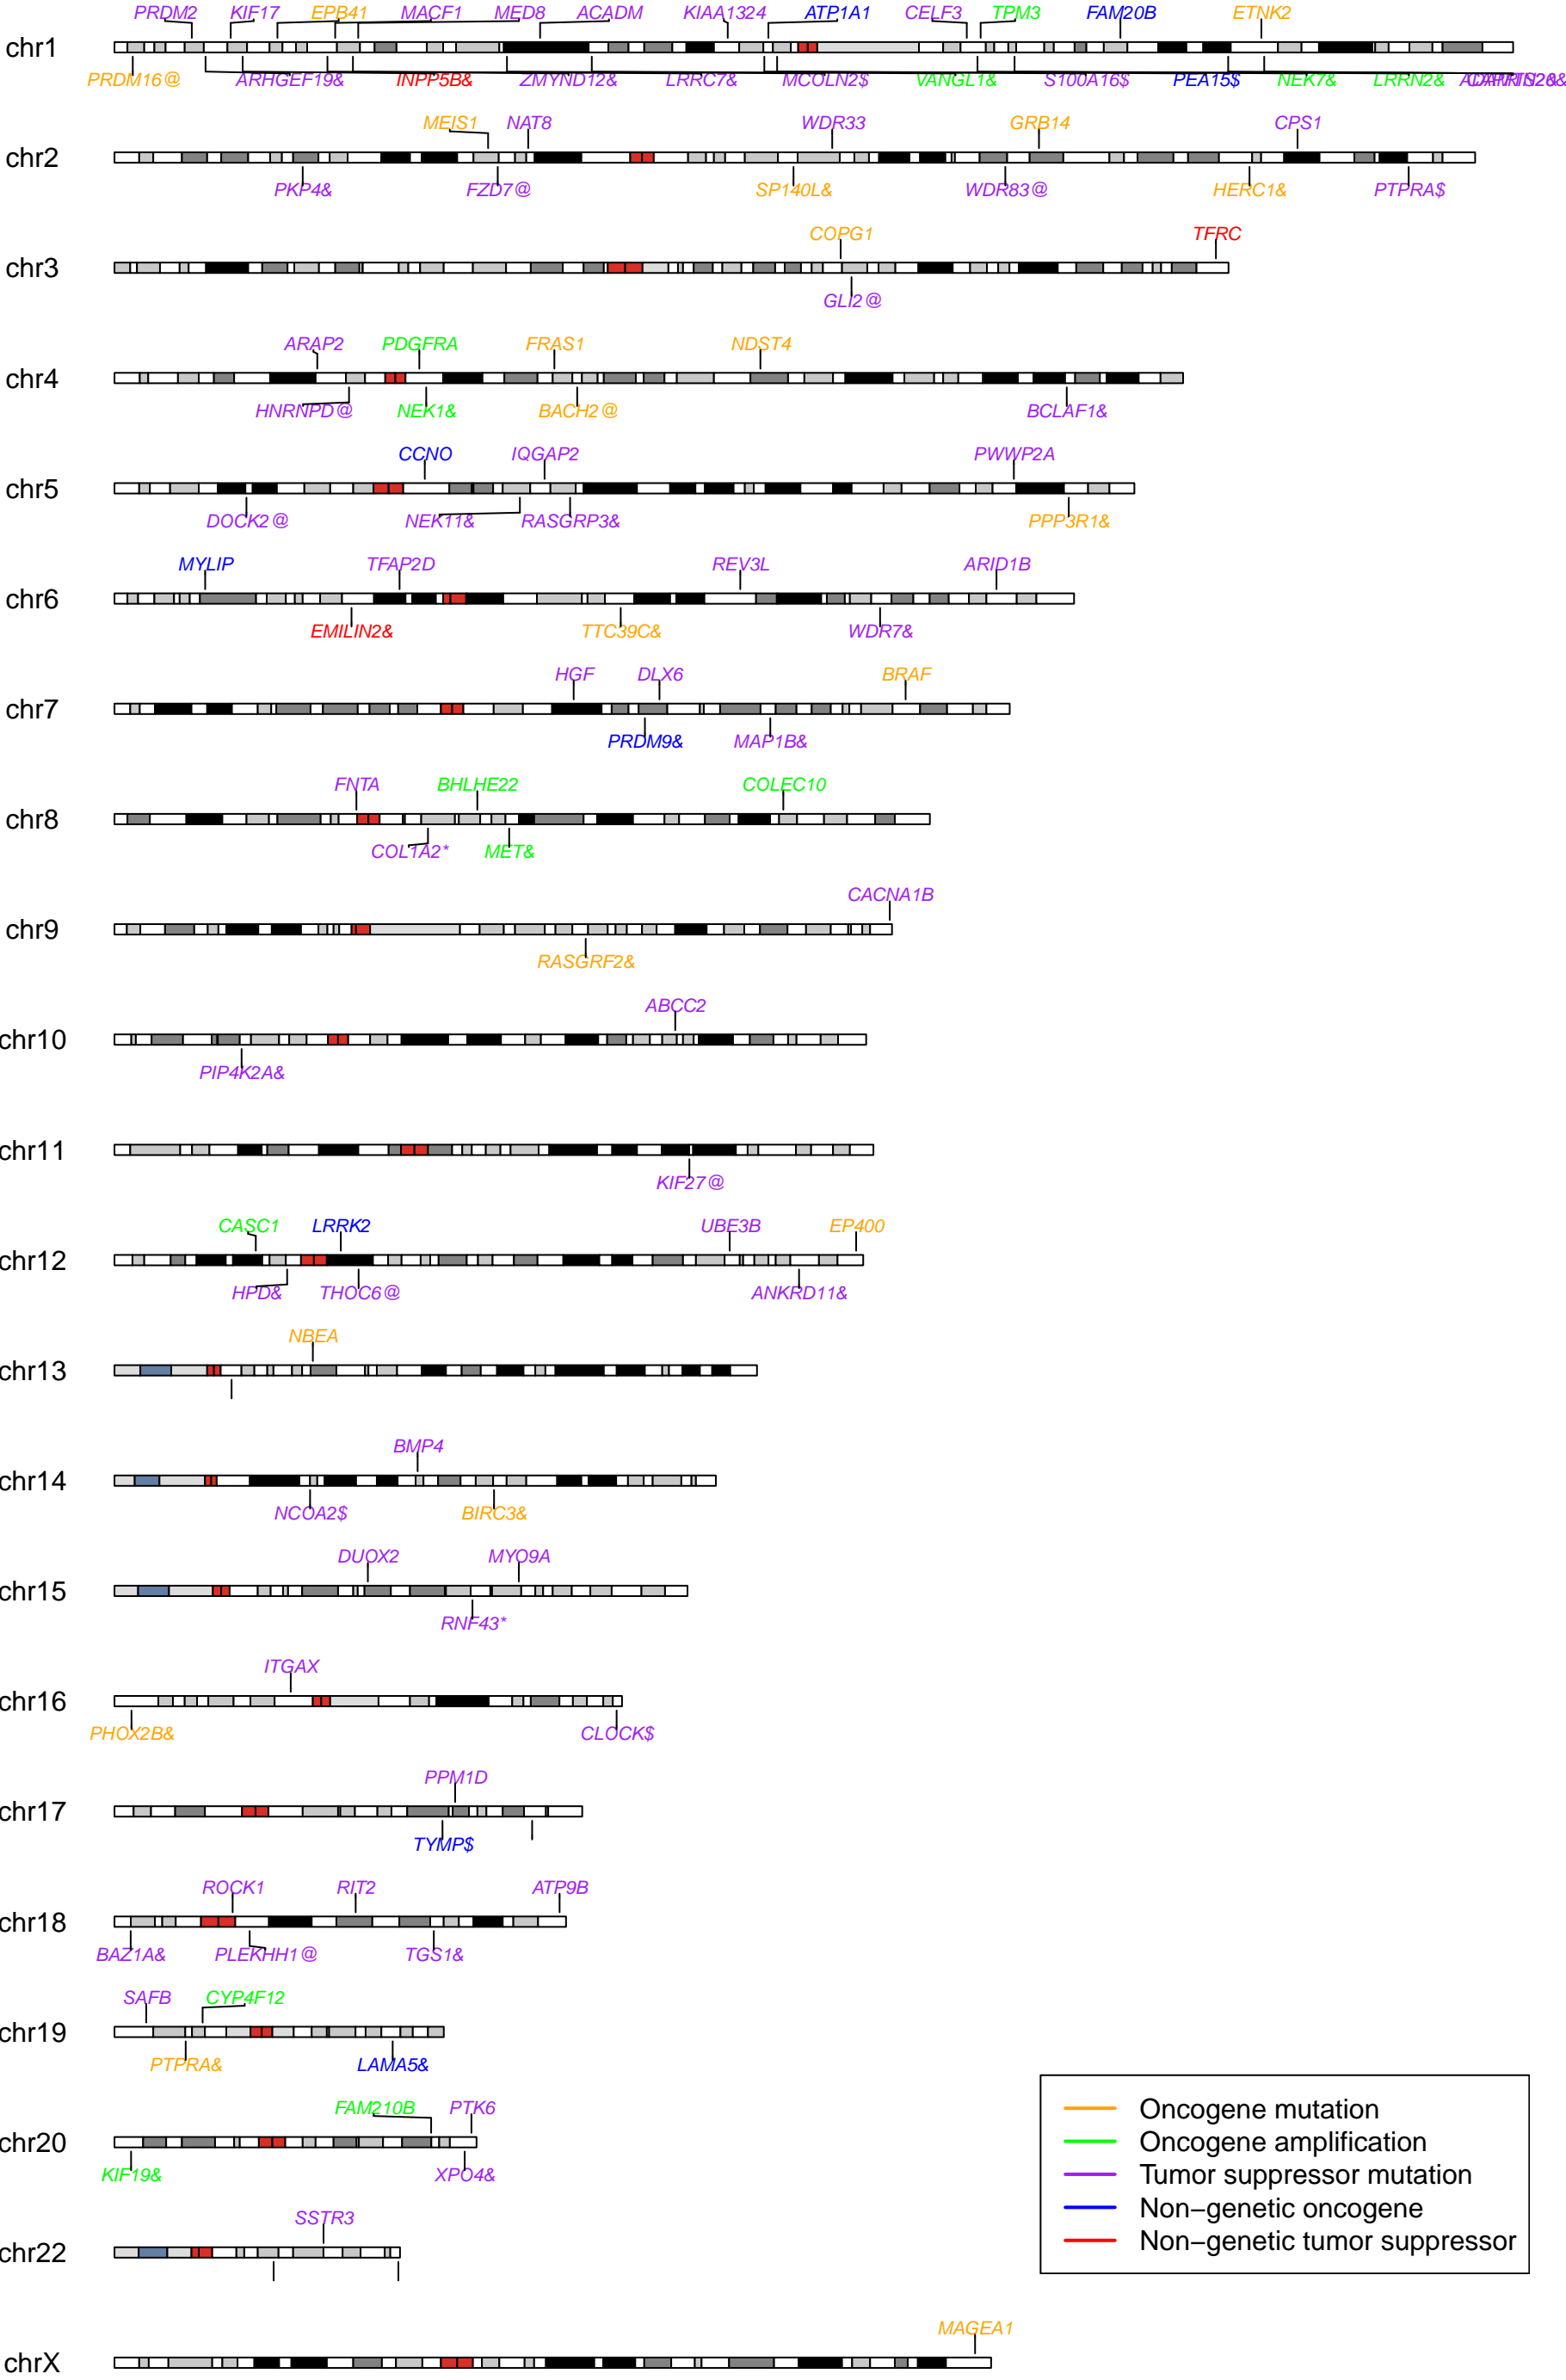 PRDM2 KIF17 EPB41 MACF1 MED8 ACADM KIAA1324 ATP1A1 CELF3 TPM3 FAM20B ETNK2
chr1
PRDM16@ ARHGEF19& INPP5B& ZMYND12& LRRC7& MCOLN2$ VANGL1& S100A16$ PEA15$ NEK7& LRRN2&
MEIS1 NAT8 WDR33 GRB14 CPS1
chr2
PKP4& FZD7@ SP140L& WDR83@ HERC1& PTPRA$
COPG1 TFRC
chr3
GLI2@
ARAP2 PDGFRA FRAS1 NDST4
chr4
HNRNPD@ NEK1& BACH2@ BCLAF1&
CCNO IQGAP2 PWWP2A
chr5
DOCK2@ NEK11& RASGRP3& PPP3R1&
MYLIP TFAP2D REV3L ARID1B
chr6
EMILIN2& TTC39C& WDR7&
HGF DLX6 BRAF
chr7
PRDM9& MAP1B&
FNTA BHLHE22 COLEC10
chr8
COL1A2* MET&
CACNA1B
chr9
RASGRF2&
ABCC2
chr10
PIP4K2A&
chr11
KIF27@
CASC1 LRRK2 UBE3B EP400
chr12
HPD& THOC6@ ANKRD11&
NBEA
chr13
BMP4
chr14
NCOA2$ BIRC3&
DUOX2 MYO9A
chr15
RNF43*
ITGAX
chr16
PHOX2B& CLOCK$
PPM1D
chr17
TYMP$
ROCK1 RIT2 ATP9B
chr18
BAZ1A& PLEKHH1@ TGS1&
SAFB CYP4F12
chr19
PTPRA& LAMA5&
FAM210B PTK6
chr20
KIF19& XPO4&
SSTR3
chr22
MAGEA1
chrX
Oncogene mutation
Oncogene amplification
Tumor suppressor mutation
Non−genetic oncogene
Non−genetic tumor suppressor